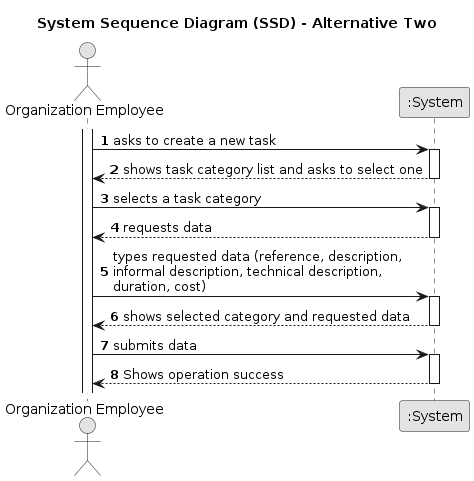 System Sequence Diagram (SSD) - Alternative Two
Organization Employee
:System
1 asks to create a new task
2 shows task category list and asks to select one
3 selects a task category
4 requests data
types requested data (reference, description,
5 informal description, technical description,
duration, cost)
6 shows selected category and requested data
7 submits data
8 Shows operation success
Organization Employee
:System